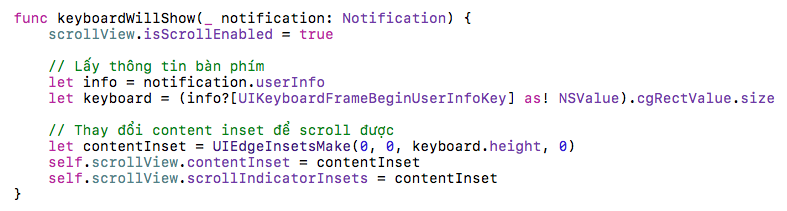 func keyboardWillShow(_ notification: Notification) {
    scrollView.isScrollEnabled = true

    // Lấy thông tin bàn phím
    let info = notification.userInfo
    let keyboard = (info?[UIKeyboardFrameBeginUserInfoKey] as! NSValue).cgRectValue.size

    // Thay đổi content inset để scroll được
    let contentInset = UIEdgeInsetsMake(0, 0, keyboard.height, 0)
    self.scrollView.contentInset = contentInset
    self.scrollView.scrollIndicatorInsets = contentInset
}